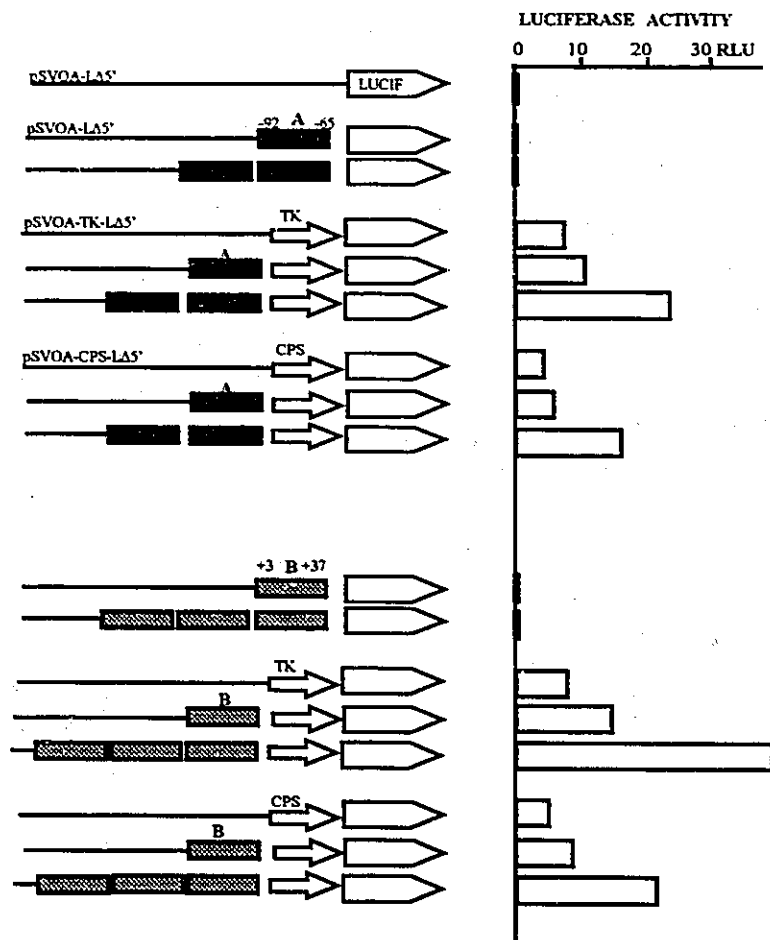 LUCIFERASE ACTIVITY
0 10 20 30 RLU
pSVOA-LΔ5'
LUCIF
pSVOA-LΔ5'
-92 A -65
pSVOA-TK-LΔ5'
TK
A
pSVOA-CPS-LΔ5'
CPS
A
+3 B +37
TK
B
CPS
B